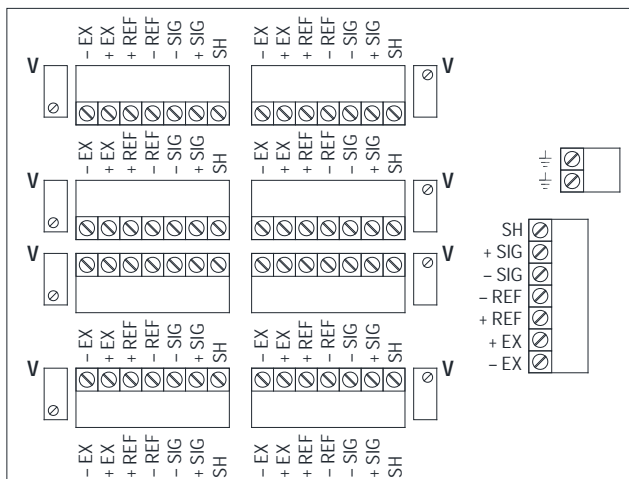 – EX + EX + REF – REF – SIG + SIG SH
– EX + EX + REF – REF – SIG + SIG SH
V
V
– EX + EX + REF – REF – SIG + SIG SH
– EX + EX + REF – REF – SIG + SIG SH
V
V
V
V
– EX + EX + REF – REF – SIG + SIG SH
– EX + EX + REF – REF – SIG + SIG SH
V
V
– EX + EX + REF – REF – SIG + SIG SH
– EX + EX + REF – REF – SIG + SIG SH
SH
+ SIG
– SIG
– REF
+ REF
+ EX
– EX